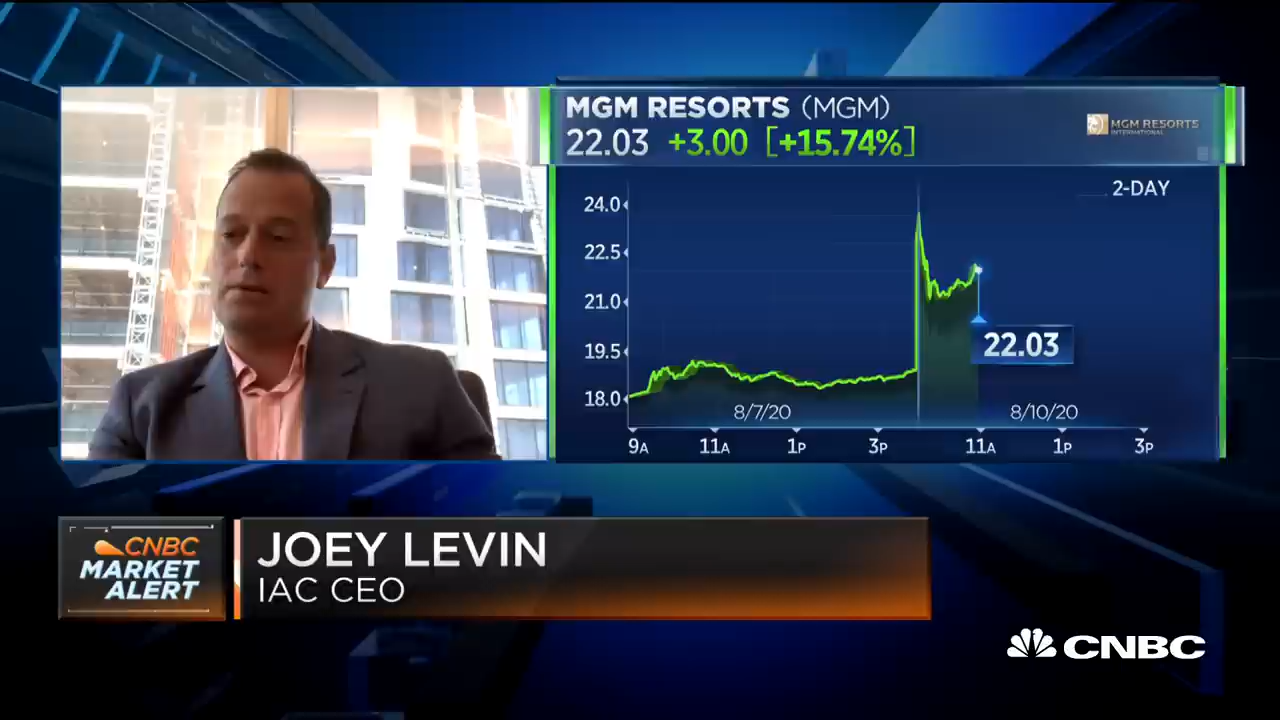 MGM RESORTS (MGM)
22.03 +3.00 [+15.74%]
MGM RESORTS
INTERNATIONAL
2-DAY
24.0
22.5
21.0
19.5
18.0
22.03
8/7/20
8/10/20
9A 11A 1P 3P 11A 1P 3P
CNBC
MARKET
ALERT
JOEY LEVIN
IAC CEO
CNBC